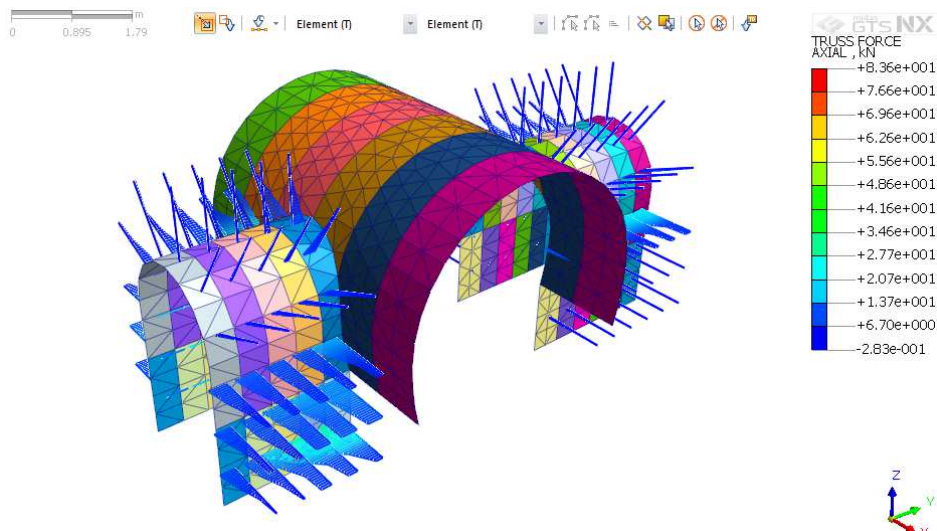 m
0 0.895 1.79
Element (T) Element (T)
GTS NX
TRUSS FORCE
AXIAL , kN
+8.36e+001
+7.66e+001
+6.96e+001
+6.26e+001
+5.56e+001
+4.86e+001
+4.16e+001
+3.46e+001
+2.77e+001
+2.07e+001
+1.37e+001
+6.70e+000
-2.83e-001
Z
Y
X